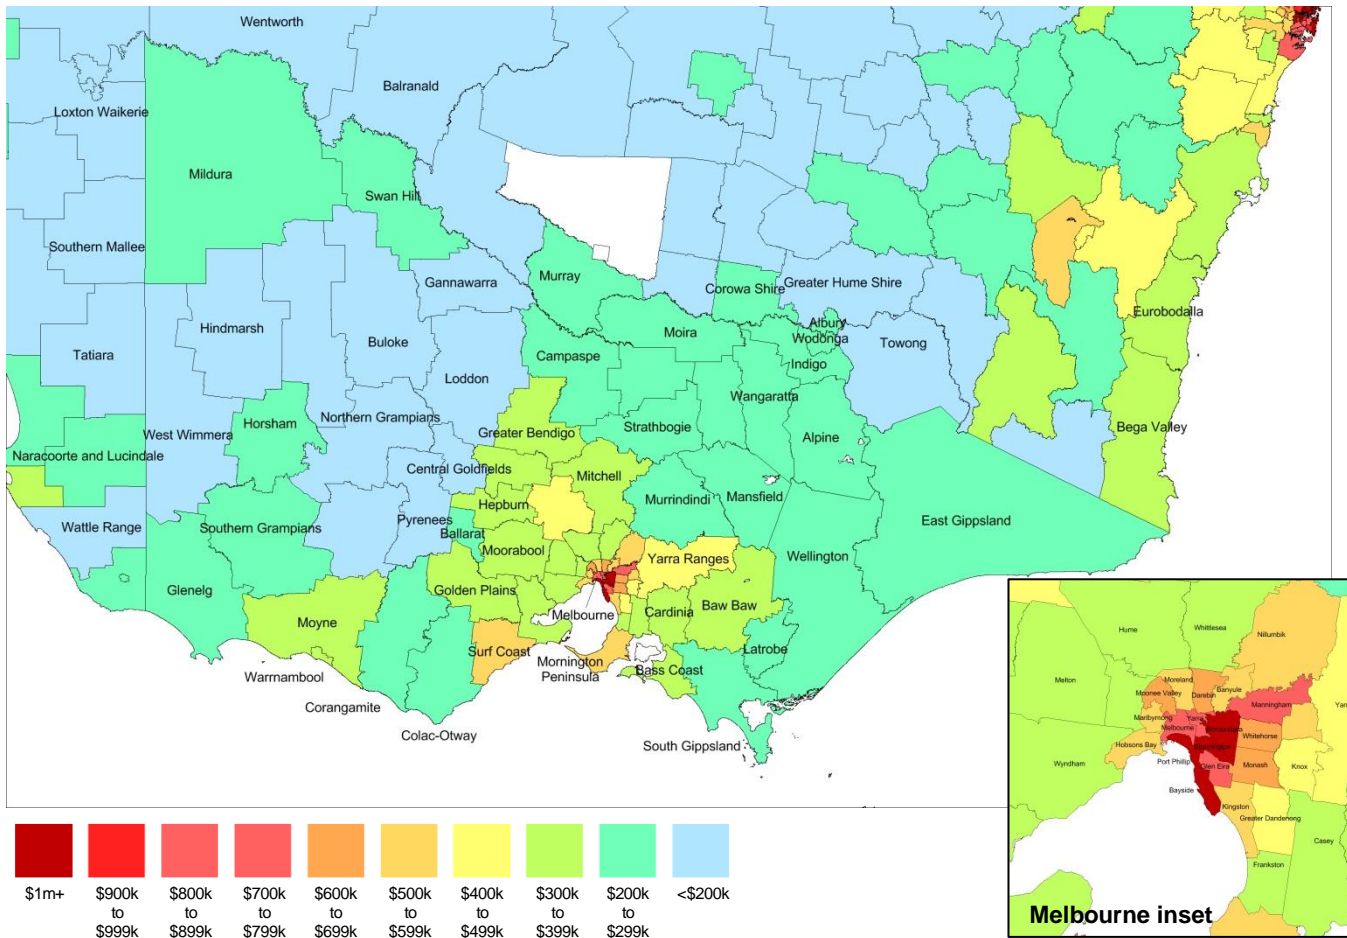 Wentworth
Balranald
Loxton Waikerie
Mildura
Swan Hill
Southern Mallee
Gannawarra
Murray
Corowa Shire
Greater Hume Shire
Eurobodalla
Hindmarsh
Buloke
Moira
Albury
Wodonga
Towong
Tatiara
Campaspe
Indigo
Loddon
Wangaratta
Northern Grampians
Horsham
West Wimmera
Greater Bendigo
Strathbogie
Alpine
Bega Valley
Naracoorte and Lucindale
Central Goldfields
Mitchell
Murrindindi
Mansfield
Hepburn
Wattle Range
Southern Grampians
Pyrenees
Ballarat
East Gippsland
Moorabool
Yarra Ranges
Wellington
Glenelg
Golden Plains
Melbourne
Cardinia
Baw Baw
Moyne
Surf Coast
Latrobe
Mornington
Peninsula
Bass Coast
Warrnambool
Corangamite
Colac-Otway
South Gippsland
Hume
Whittlesea
Nillumbik
Melton
Moreland
Moonee Valley
Darebin
Banyule
Manningham
Yan
Maribyrnong
Yarra
Melbourne
Whitehorse
Hobsons Bay
Port Phillip
Glen Eira
Monash
Knox
Wyndham
Bayside
Kingston
Greater Dandenong
Casey
Frankston
Melbourne inset
$1m+
$900k
to
$999k
$800k
to
$899k
$700k
to
$799k
$600k
to
$699k
$500k
to
$599k
$400k
to
$499k
$300k
to
$399k
$200k
to
$299k
<$200k